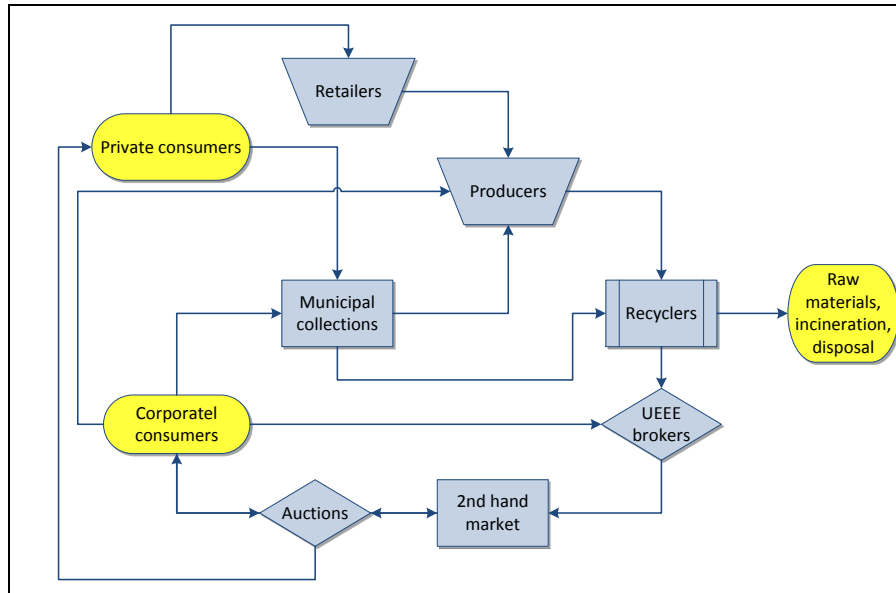 Retailers
Private consumers
Producers
Municipal
collections
Recyclers
Raw
materials,
incineration,
disposal
Corporatel
consumers
UEEE
brokers
Auctions
2nd hand
market